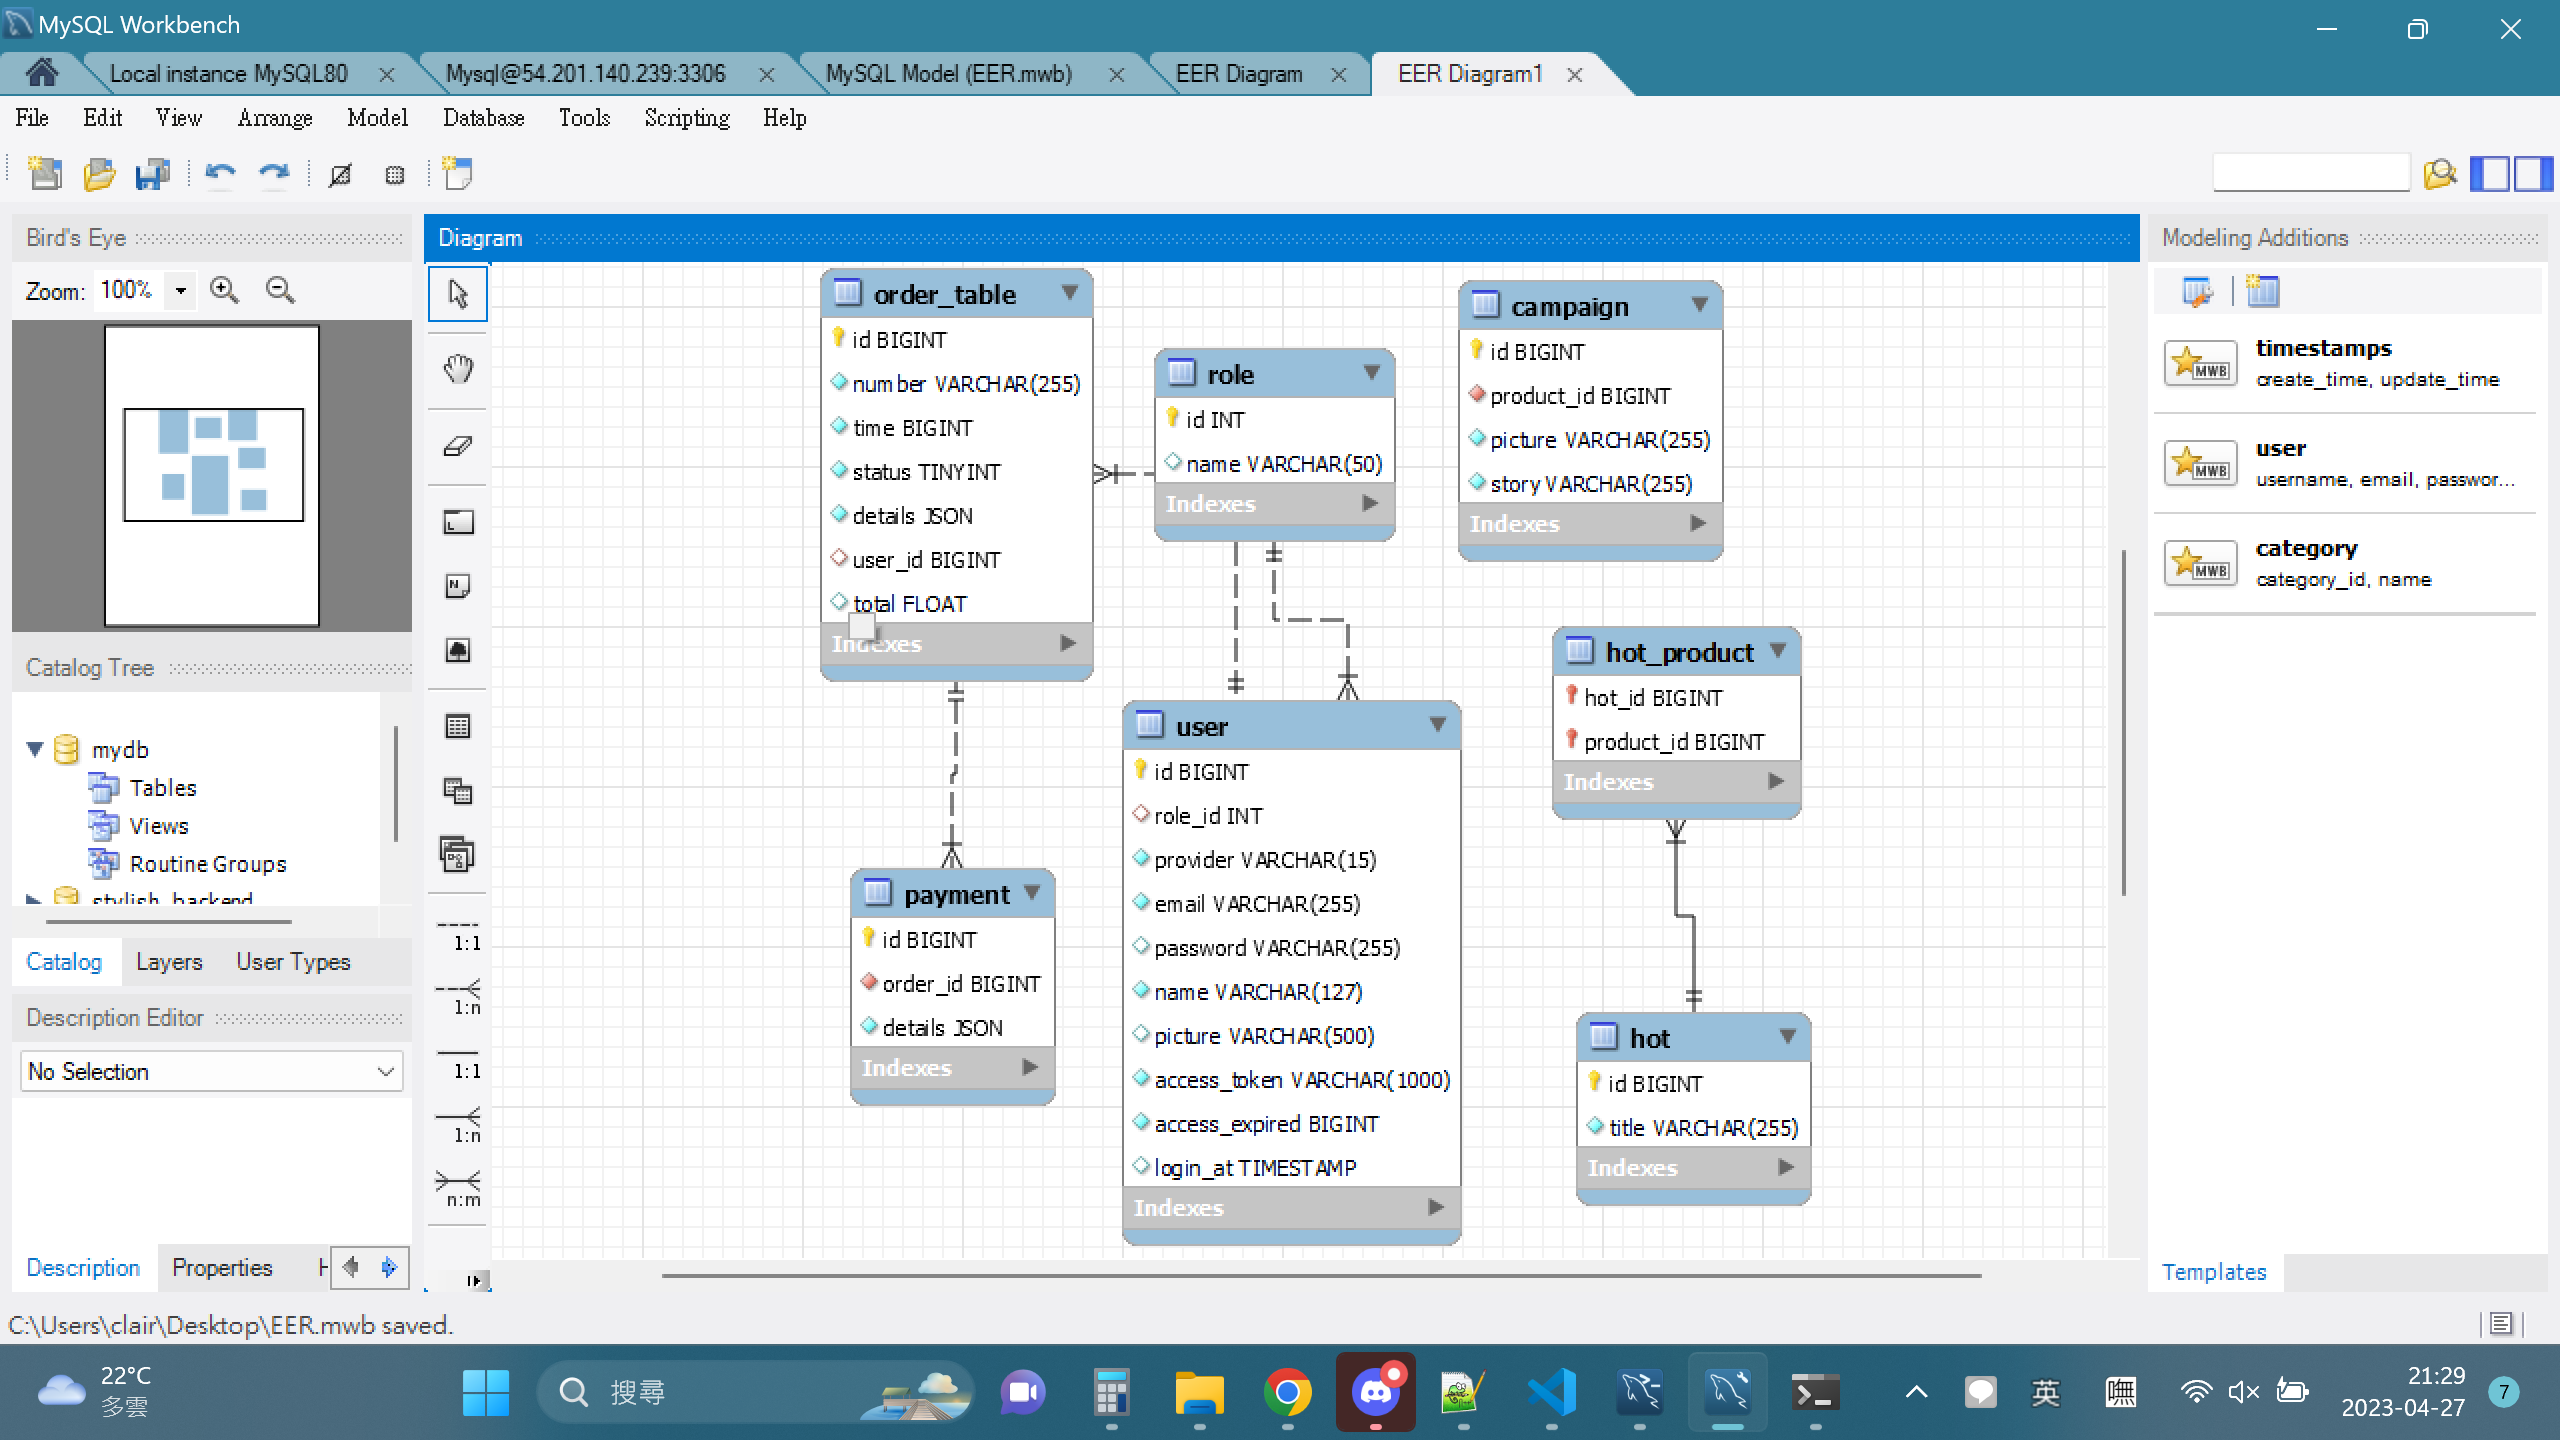 MySQL Workbench
Local instance MySQL80
Mysql@54.201.140.239:3306
MySQL Model (EER.mwb)
EER Diagram
EER Diagram1
File Edit View Arrange Model Database Tools Scripting Help
Bird's Eye
Zoom: 100%
Catalog Tree
mydb
Tables
Views
Routine Groups
stylish_backend
Catalog Layers User Types
Description Editor
No Selection
Description Properties H
Diagram
1:1
1:n
1:1
1:n
n:m
order_table
id BIGINT
number VARCHAR(255)
time BIGINT
status TINYINT
details JSON
user_id BIGINT
total FLOAT
Indexes
role
id INT
name VARCHAR(50)
Indexes
campaign
id BIGINT
product_id BIGINT
picture VARCHAR(255)
story VARCHAR(255)
Indexes
hot_product
hot_id BIGINT
product_id BIGINT
Indexes
user
id BIGINT
role_id INT
provider VARCHAR(15)
email VARCHAR(255)
password VARCHAR(255)
name VARCHAR(127)
picture VARCHAR(500)
access_token VARCHAR(1000)
access_expired BIGINT
login_at TIMESTAMP
Indexes
payment
id BIGINT
order_id BIGINT
details JSON
Indexes
hot
id BIGINT
title VARCHAR(255)
Indexes
Modeling Additions
MWB
timestamps
create_time, update_time
MWB
user
username, email, passwor...
MWB
category
category_id, name
Templates
C:\Users\clair\Desktop\EER.mwb saved.
22°C
多雲
搜尋
英
嘸
21:29
2023-04-27
7